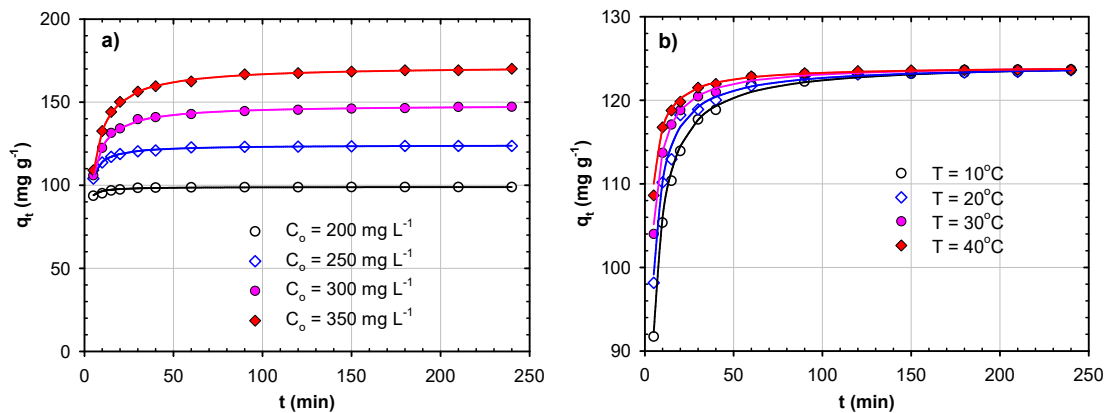 a)
200
150
100
50
0
q_t (mg g⁻¹)
C_o = 200 mg L⁻¹
C_o = 250 mg L⁻¹
C_o = 300 mg L⁻¹
C_o = 350 mg L⁻¹
0 50 100 150 200 250
t (min)
b)
130
120
110
100
90
q_t (mg g⁻¹)
T = 10°C
T = 20°C
T = 30°C
T = 40°C
0 50 100 150 200 250
t (min)